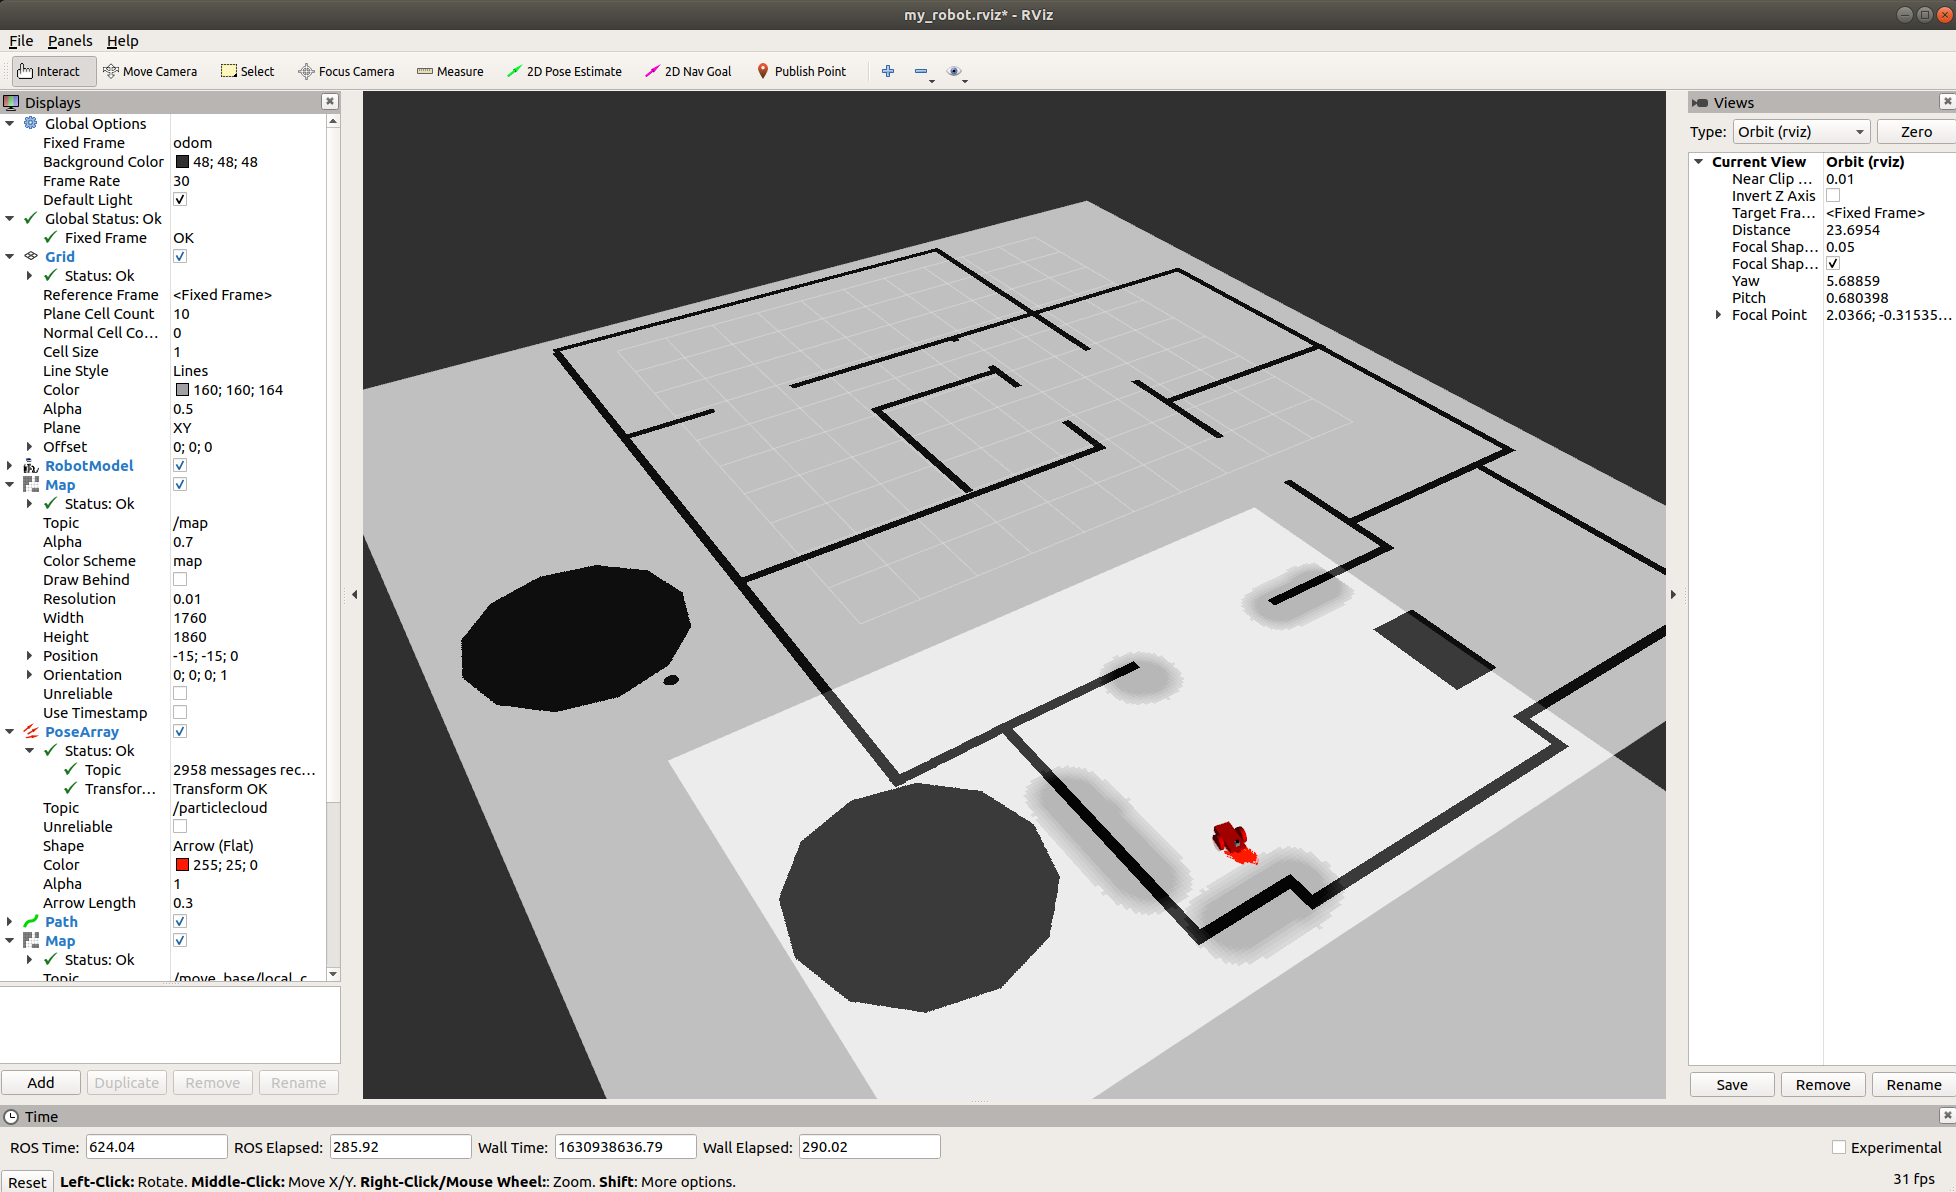 my_robot.rviz* - RViz
File Panels Help
Interact Move Camera Select Focus Camera Measure 2D Pose Estimate 2D Nav Goal Publish Point
Displays
Global Options
Fixed Frame odom
Background Color 48; 48; 48
Frame Rate 30
Default Light
Global Status: Ok
Fixed Frame OK
Grid
Status: Ok
Reference Frame <Fixed Frame>
Plane Cell Count 10
Normal Cell Co... 0
Cell Size 1
Line Style Lines
Color 160; 160; 164
Alpha 0.5
Plane XY
Offset 0; 0; 0
RobotModel
Map
Status: Ok
Topic /map
Alpha 0.7
Color Scheme map
Draw Behind
Resolution 0.01
Width 1760
Height 1860
Position -15; -15; 0
Orientation 0; 0; 0; 1
Unreliable
Use Timestamp
PoseArray
Status: Ok
Topic 2958 messages rec...
Transfor... Transform OK
Topic /particlecloud
Unreliable
Shape Arrow (Flat)
Color 255; 25; 0
Alpha 1
Arrow Length 0.3
Path
Map
Status: Ok
Topic /move_base/local_c
Add Duplicate Remove Rename
Views
Type: Orbit (rviz) Zero
Current View Orbit (rviz)
Near Clip ... 0.01
Invert Z Axis
Target Fra... <Fixed Frame>
Distance 23.6954
Focal Shap... 0.05
Focal Shap...
Yaw 5.68859
Pitch 0.680398
Focal Point 2.0366; -0.31535...
Save Remove Rename
Time
ROS Time: 624.04 ROS Elapsed: 285.92 Wall Time: 1630938636.79 Wall Elapsed: 290.02 Experimental
Reset Left-Click: Rotate. Middle-Click: Move X/Y. Right-Click/Mouse Wheel:: Zoom. Shift: More options. 31 fps